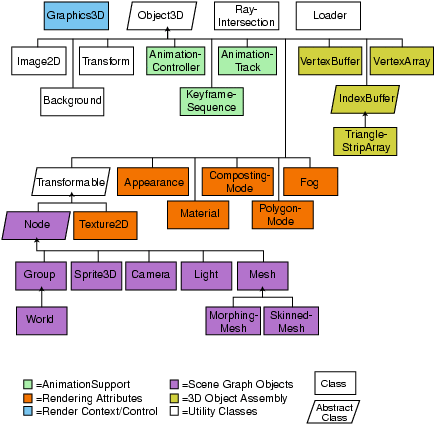 Graphics3D
Object3D
Ray-
Intersection
Loader
Image2D
Transform
Animation-
Controller
Animation-
Track
VertexBuffer
VertexArray
Background
Keyframe-
Sequence
IndexBuffer
Triangle-
StripArray
Transformable
Appearance
Composting-
Mode
Fog
Material
Polygon-
Mode
Node
Texture2D
Group
Sprite3D
Camera
Light
Mesh
World
Morphing-
Mesh
Skinned-
Mesh
=AnimationSupport
=Scene Graph Objects
Class
=Rendering Attributes
=3D Object Assembly
=Render Context/Control
=Utility Classes
Abstract
Class